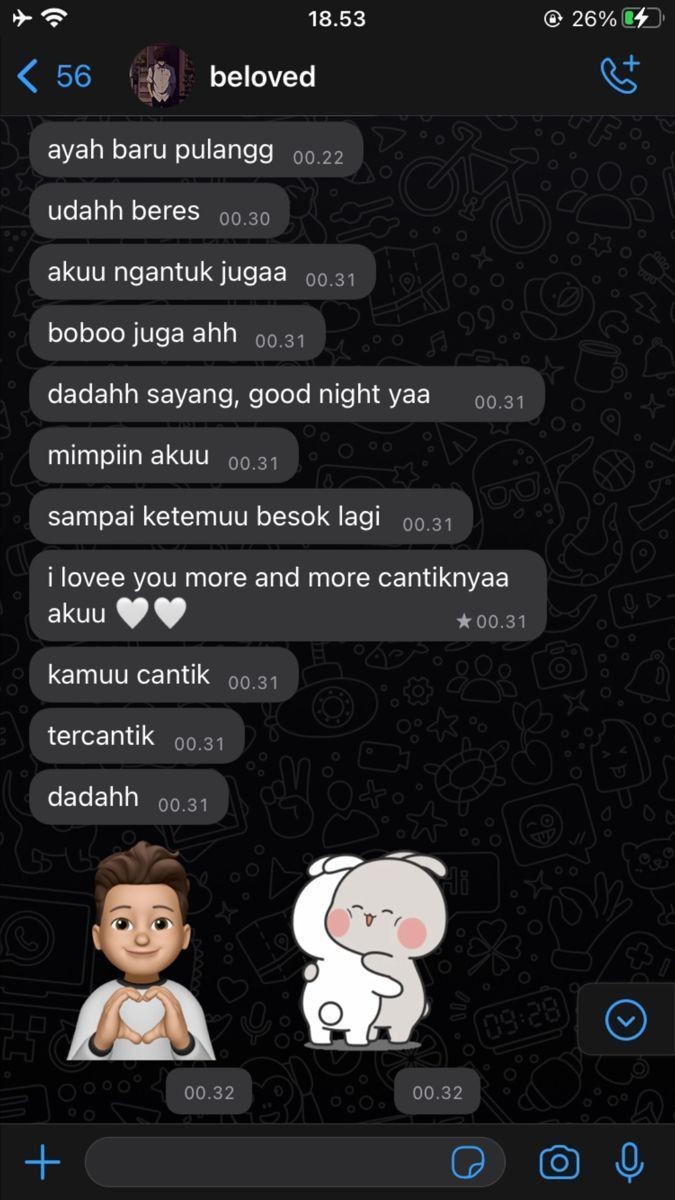 18.53
26%
56
beloved
ayah baru pulangg 00.22
udahh beres 00.30
akuu ngantuk jugaa 00.31
boboo juga ahh 00.31
dadahh sayang, good night yaa 00.31
mimpiin akuu 00.31
sampai ketemuu besok lagi 00.31
i lovee you more and more cantiknyaa
akuu 🤍🤍 ★ 00.31
kamuu cantik 00.31
tercantik 00.31
dadahh 00.31
Hi
09:28
00.32
00.32